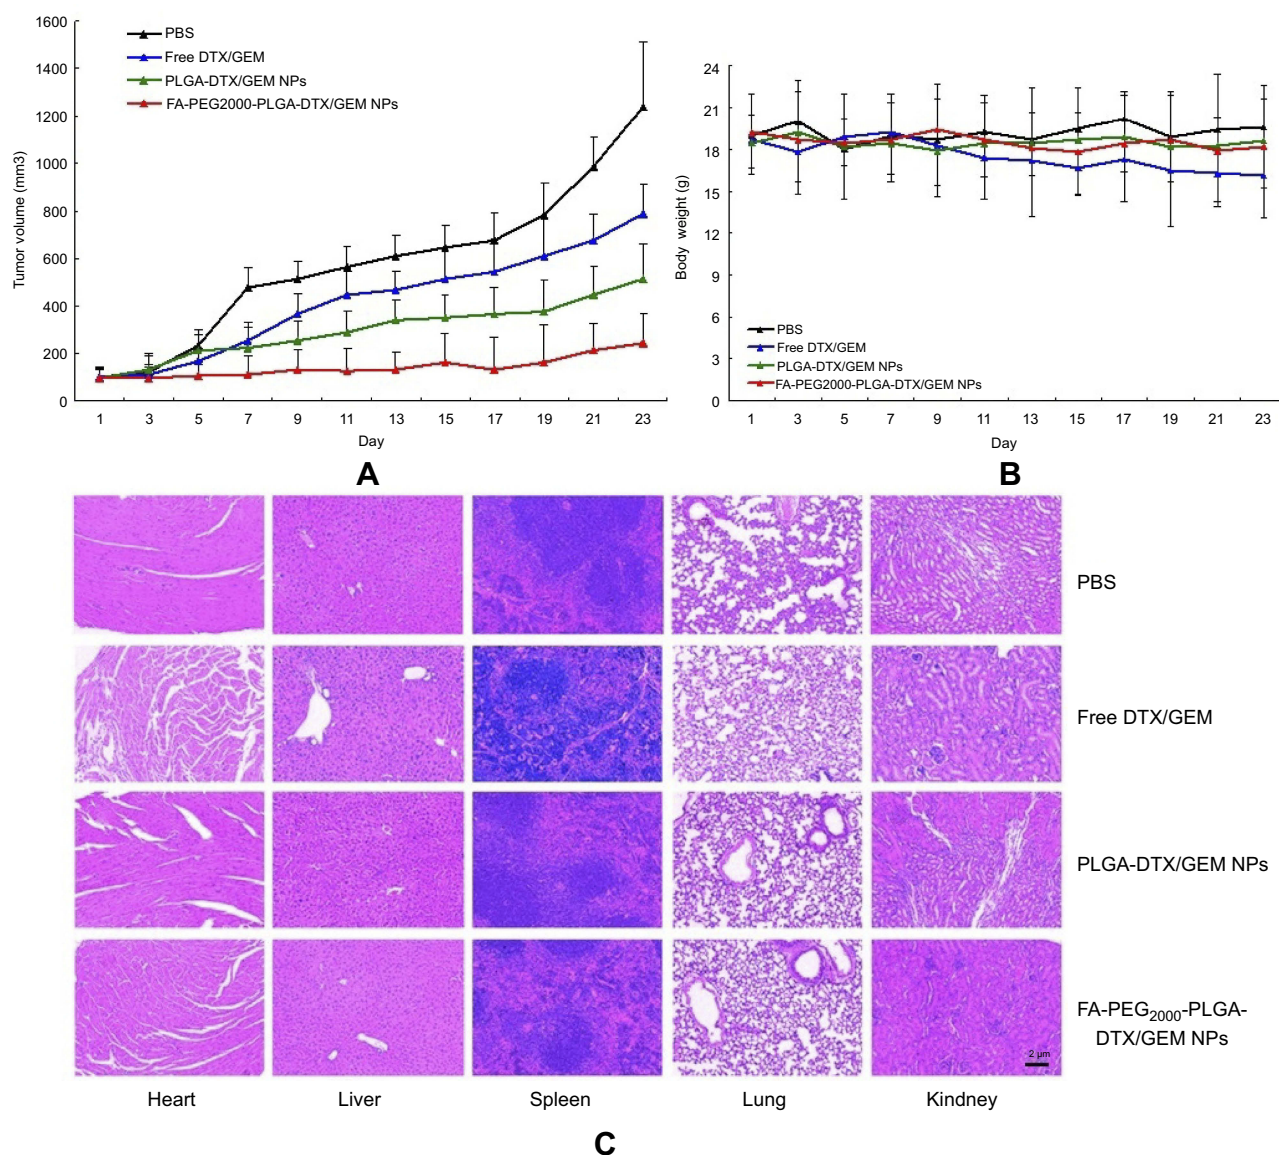 1600
1400
1200
1000
800
600
400
200
0
Tumor volume (mm3)
PBS
Free DTX/GEM
PLGA-DTX/GEM NPs
FA-PEG2000-PLGA-DTX/GEM NPs
1 3 5 7 9 11 13 15 17 19 21 23
Day
A
24
21
18
15
12
9
6
3
0
Body weight (g)
PBS
Free DTX/GEM
PLGA-DTX/GEM NPs
FA-PEG2000-PLGA-DTX/GEM NPs
1 3 5 7 9 11 13 15 17 19 21 23
Day
B
PBS
Free DTX/GEM
PLGA-DTX/GEM NPs
FA-PEG2000-PLGA-
DTX/GEM NPs
2 µm
Heart Liver Spleen Lung Kindney
C